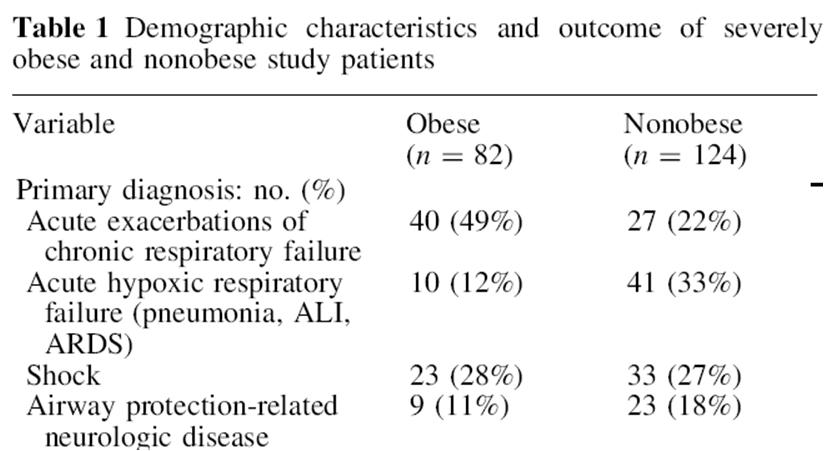 Table 1 Demographic characteristics and outcome of severely
obese and nonobese study patients
Variable Obese Nonobese
(n = 82) (n = 124)
Primary diagnosis: no. (%)
Acute exacerbations of 40 (49%) 27 (22%)
chronic respiratory failure
Acute hypoxic respiratory 10 (12%) 41 (33%)
failure (pneumonia, ALI,
ARDS)
Shock 23 (28%) 33 (27%)
Airway protection-related 9 (11%) 23 (18%)
neurologic disease